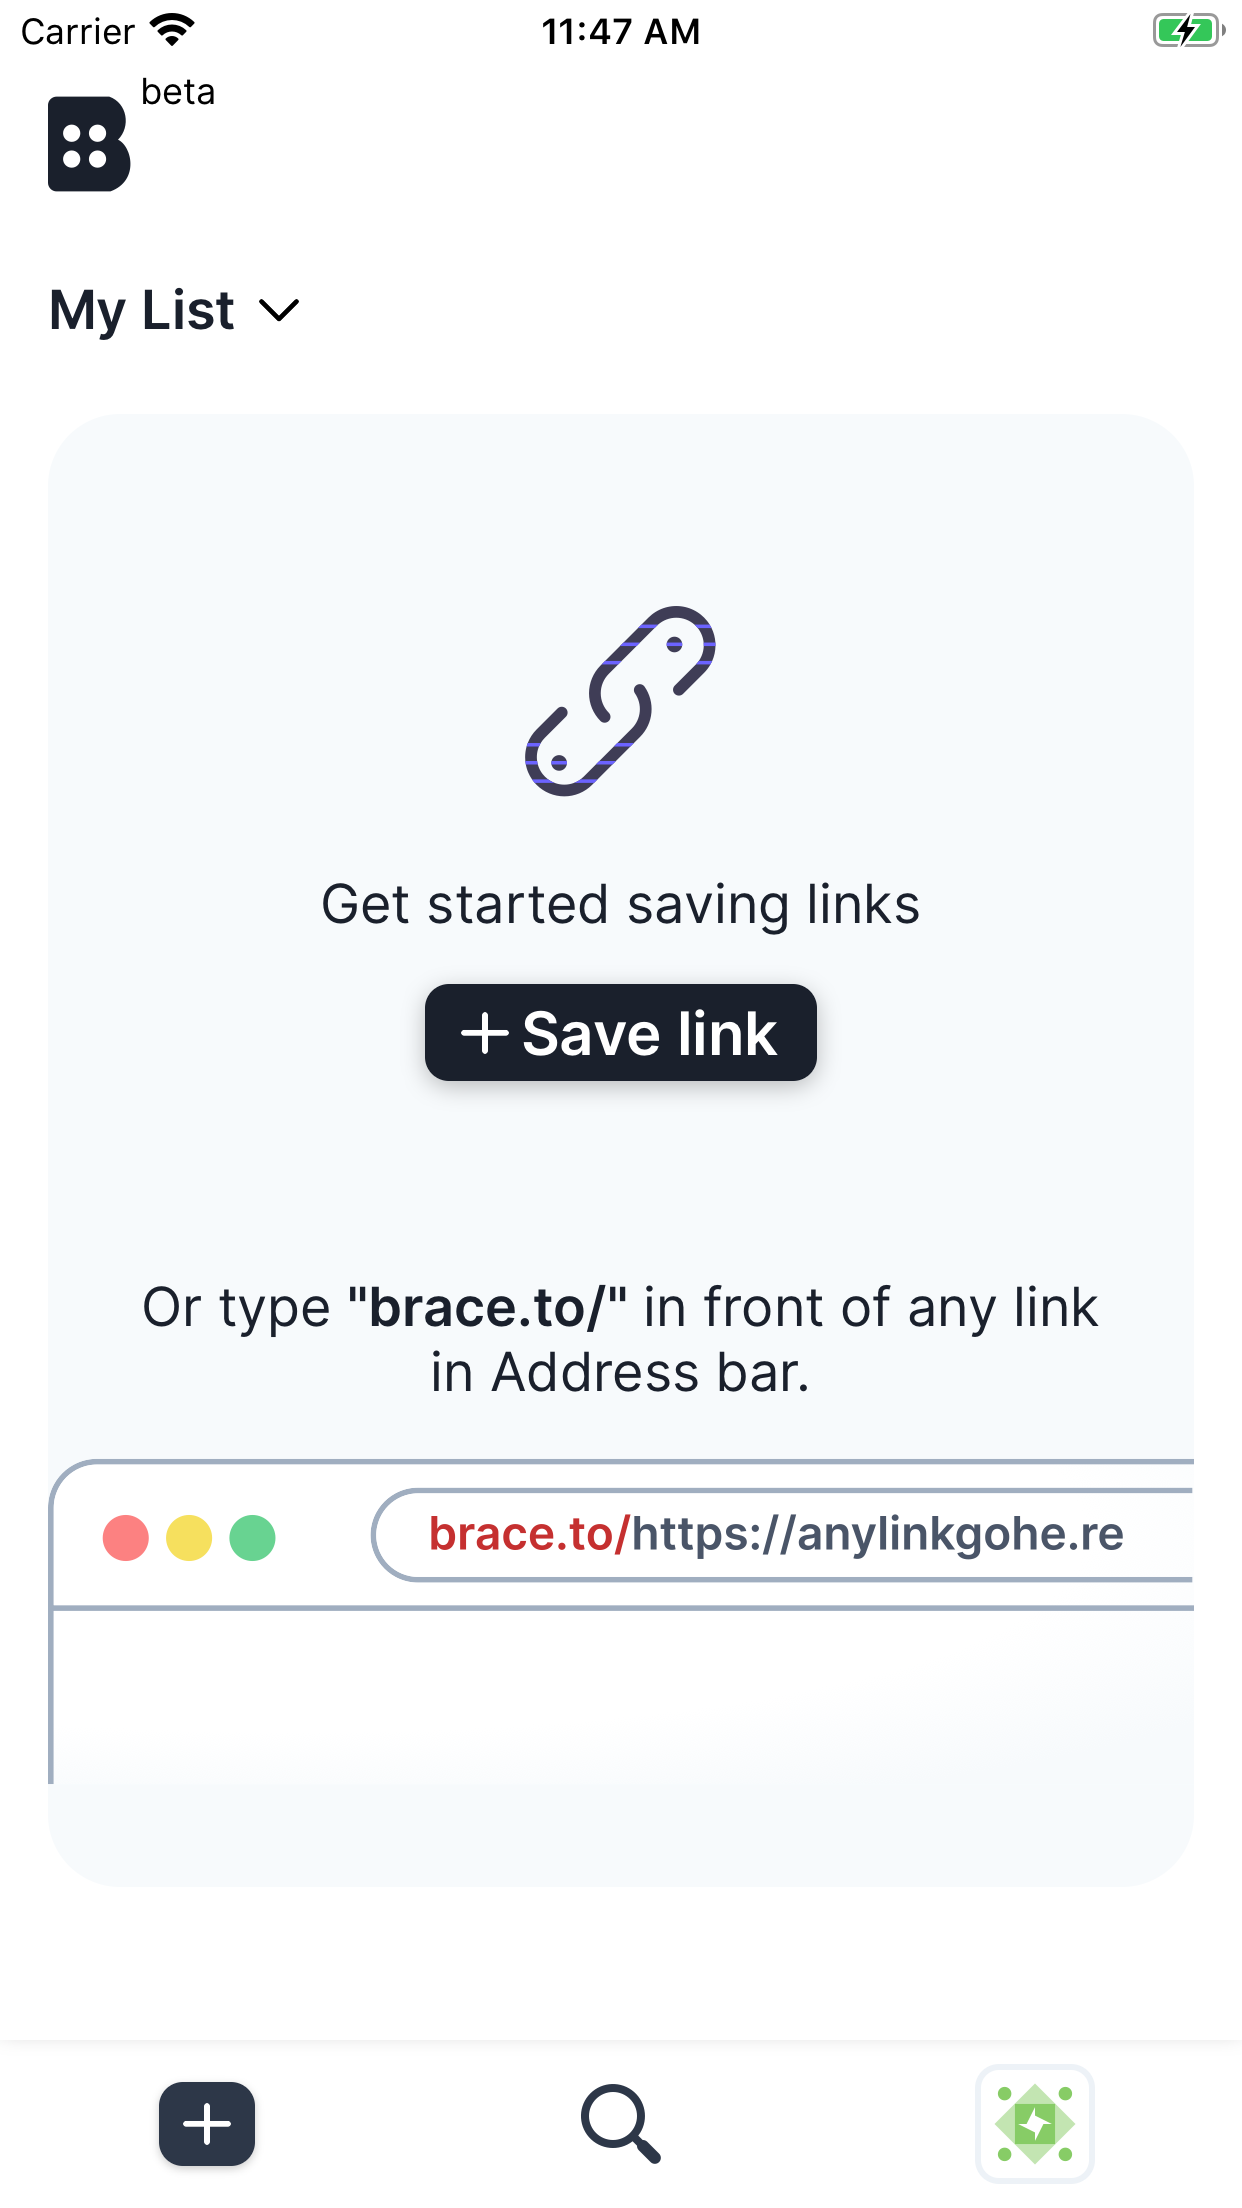 Carrier 11:47 AM
beta
B
My List
Get started saving links
Save link
Or type "brace.to/" in front of any link
in Address bar.
brace.to/https://anylinkgohe.re